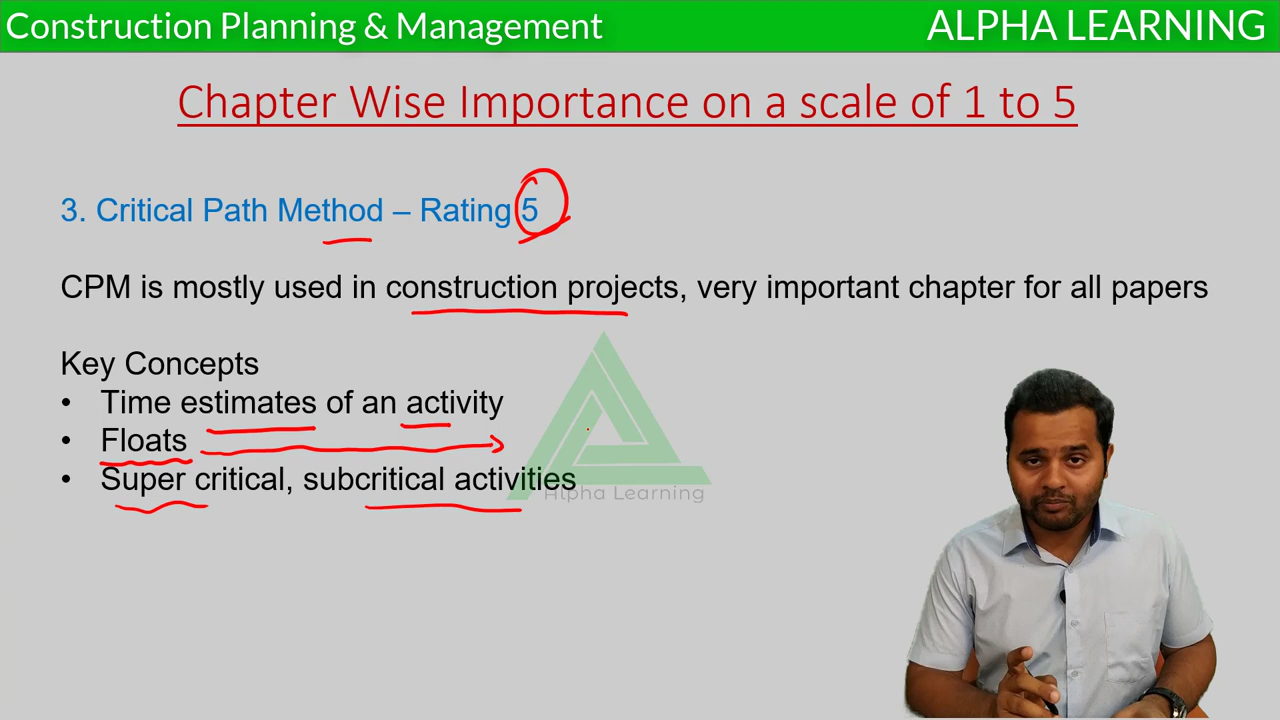 Construction Planning & Management
ALPHA LEARNING
Chapter Wise Importance on a scale of 1 to 5
3. Critical Path Method – Rating 5
CPM is mostly used in construction projects, very important chapter for all papers
Key Concepts
• Time estimates of an activity
• Floats
• Super critical, subcritical activities
Alpha Learning